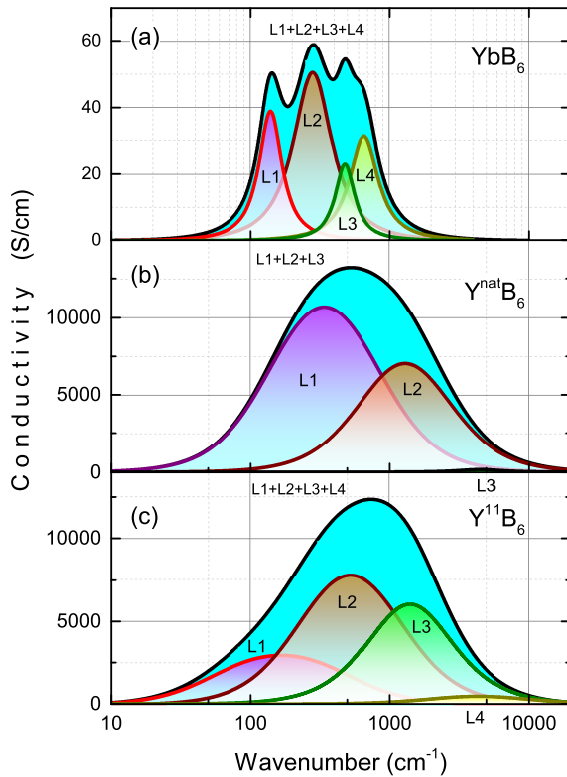 L1+L2+L3+L4
(a)
YbB6
60
40
20
0
L1
L2
L3
L4
L1+L2+L3
(b)
YnatB6
10000
5000
0
L1
L2
L3
L1+L2+L3+L4
(c)
Y11B6
10000
5000
0
L1
L2
L3
L4
10 100 1000 10000
Wavenumber (cm-1)
Conductivity (S/cm)